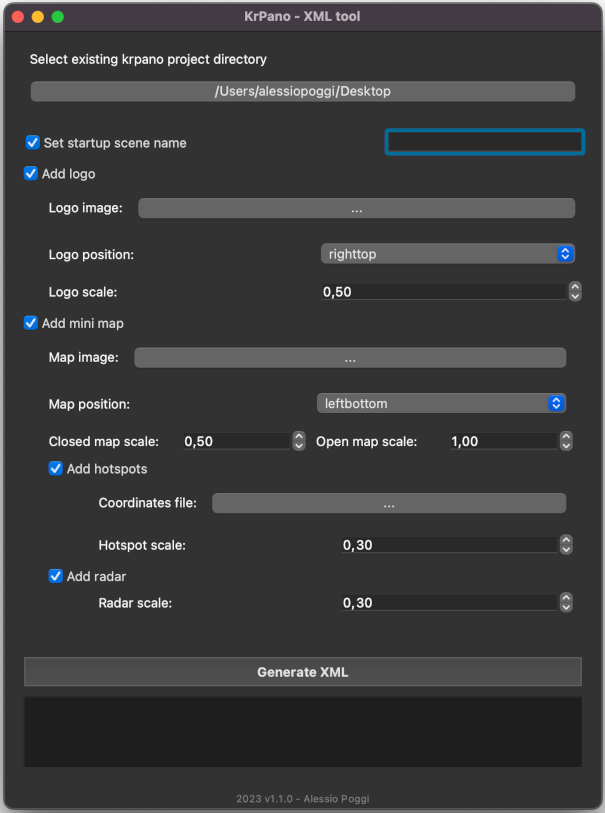 KrPano - XML tool
Select existing krpano project directory
/Users/alessiopoggi/Desktop
Set startup scene name
Add logo
Logo image: ...
Logo position: righttop
Logo scale: 0,50
Add mini map
Map image: ...
Map position: leftbottom
Closed map scale: 0,50 Open map scale: 1,00
Add hotspots
Coordinates file: ...
Hotspot scale: 0,30
Add radar
Radar scale: 0,30
Generate XML
2023 v1.1.0 - Alessio Poggi